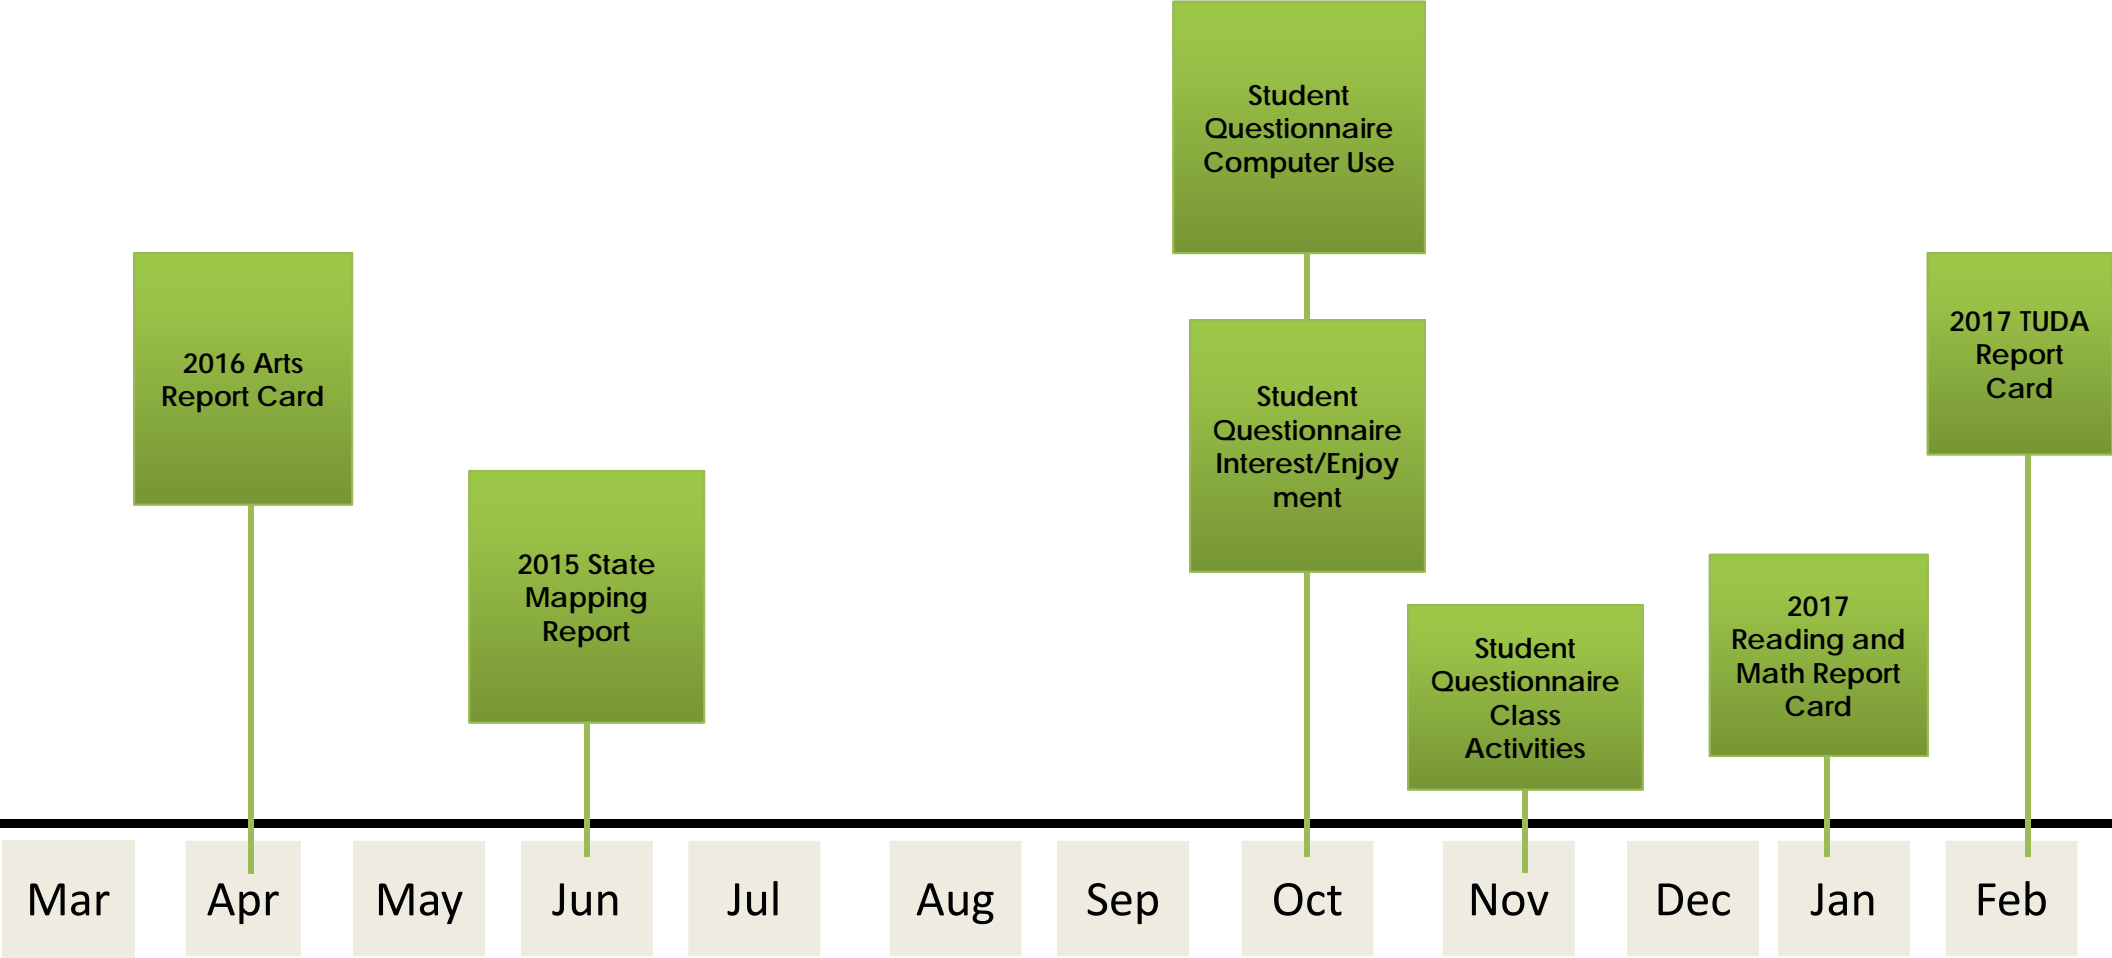 Student
Questionnaire
Computer Use
2016 Arts
Report Card
2015 State
Mapping
Report
Student
Questionnaire
Interest/Enjoy
ment
Student
Questionnaire
Class
Activities
2017
Reading and
Math Report
Card
2017 TUDA
Report
Card
Mar
Apr
May
Jun
Jul
Aug
Sep
Oct
Nov
Dec
Jan
Feb